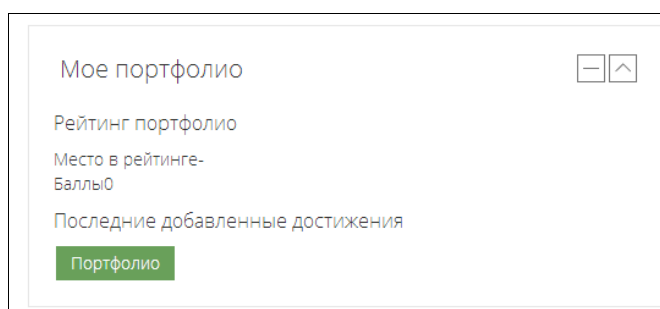 Мое портфолио
Рейтинг портфолио
Место в рейтинге-
Баллы0
Последние добавленные достижения
Портфолио